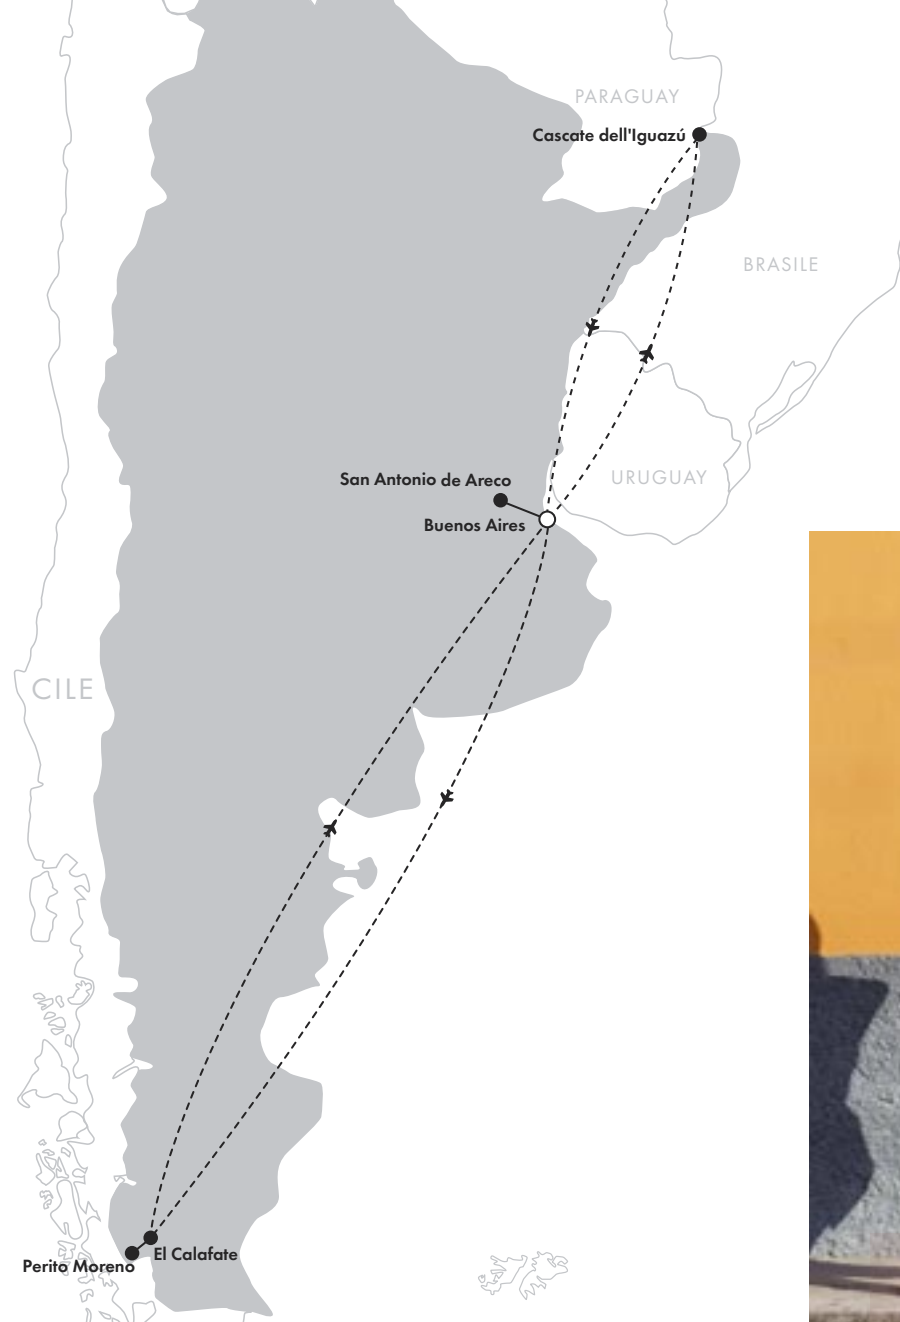 PARAGUAY
Cascate dell'Iguazú
BRASILE
San Antonio de Areco
URUGUAY
Buenos Aires
CILE
El Calafate
Perito Moreno